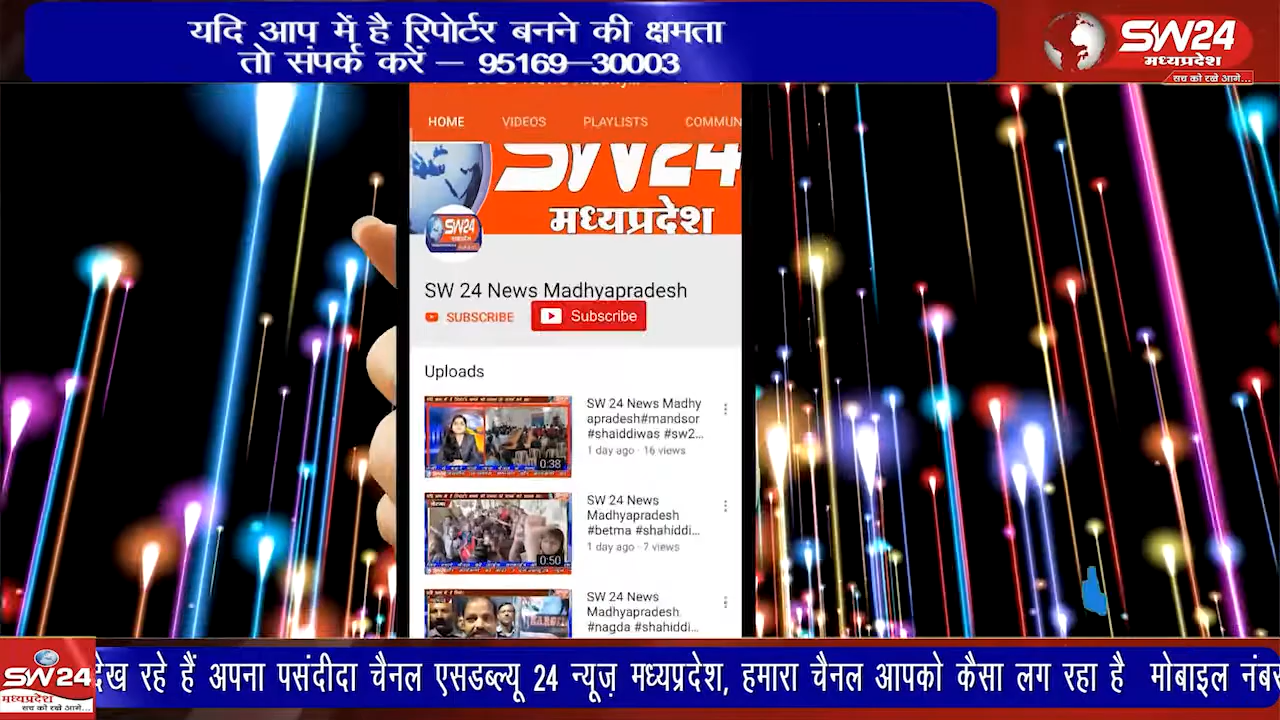 यदि आप में है रिपोर्टर बनने की क्षमता
तो संपर्क करें – 95169–30003
SW24
मध्यप्रदेश
सच को रखे आगे...
HOME VIDEOS PLAYLISTS COMMUN
SW24
मध्यप्रदेश
SW24
SW 24 News Madhyapradesh
SUBSCRIBE
Subscribe
Uploads
SW 24 News Madhy
apradesh#mandsor
#shaiddiwas #sw2...
1 day ago · 16 views
0:38
SW 24 News
Madhyapradesh
#betma #shahiddi...
1 day ago · 7 views
0:50
SW 24 News
Madhyapradesh
#nagda #shahiddi...
SW24
मध्यप्रदेश
सच को रखे आगे...
देख रहे हैं अपना पसंदीदा चैनल एसडब्ल्यू 24 न्यूज़ मध्यप्रदेश, हमारा चैनल आपको कैसा लग रहा है मोबाइल नंबर